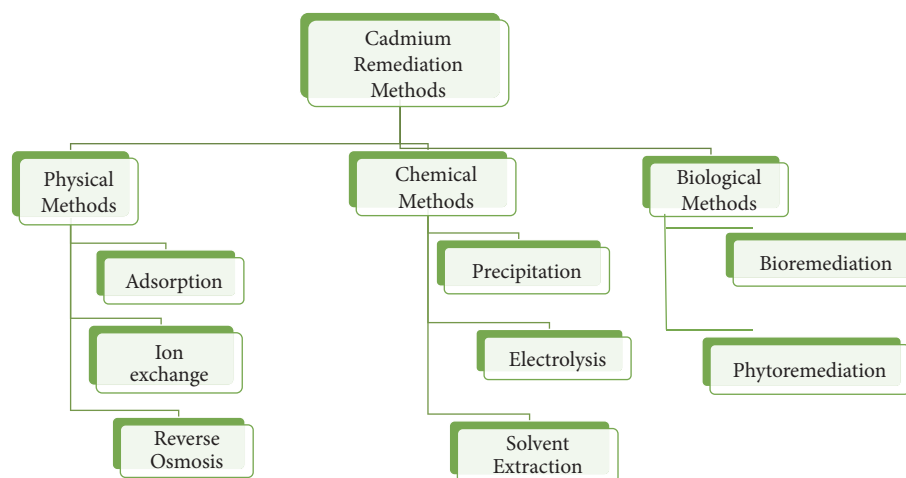 Cadmium
Remediation
Methods
Physical
Methods
Adsorption
Ion
exchange
Reverse
Osmosis
Chemical
Methods
Precipitation
Electrolysis
Solvent
Extraction
Biological
Methods
Bioremediation
Phytoremediation